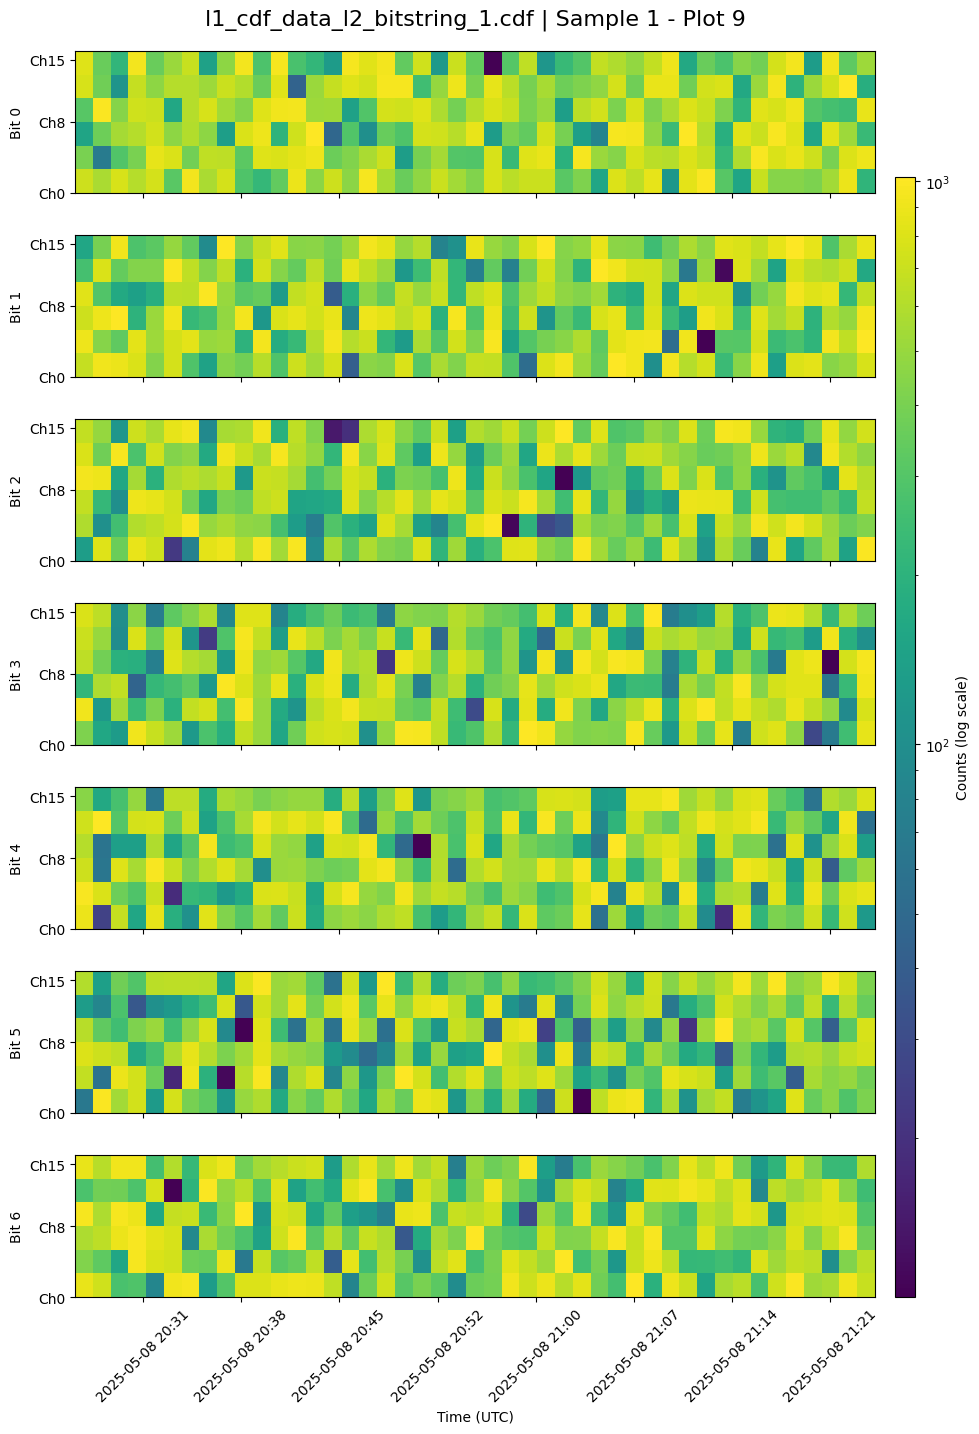 l1_cdf_data_l2_bitstring_1.cdf | Sample 1 - Plot 9
Bit 0
Ch15
Ch8
Ch0
Bit 1
Ch15
Ch8
Ch0
Bit 2
Ch15
Ch8
Ch0
Bit 3
Ch15
Ch8
Ch0
Bit 4
Ch15
Ch8
Ch0
Bit 5
Ch15
Ch8
Ch0
Bit 6
Ch15
Ch8
Ch0
2025-05-08 20:31
2025-05-08 20:38
2025-05-08 20:45
2025-05-08 20:52
2025-05-08 21:00
2025-05-08 21:07
2025-05-08 21:14
2025-05-08 21:21
Time (UTC)
10³
10²
Counts (log scale)